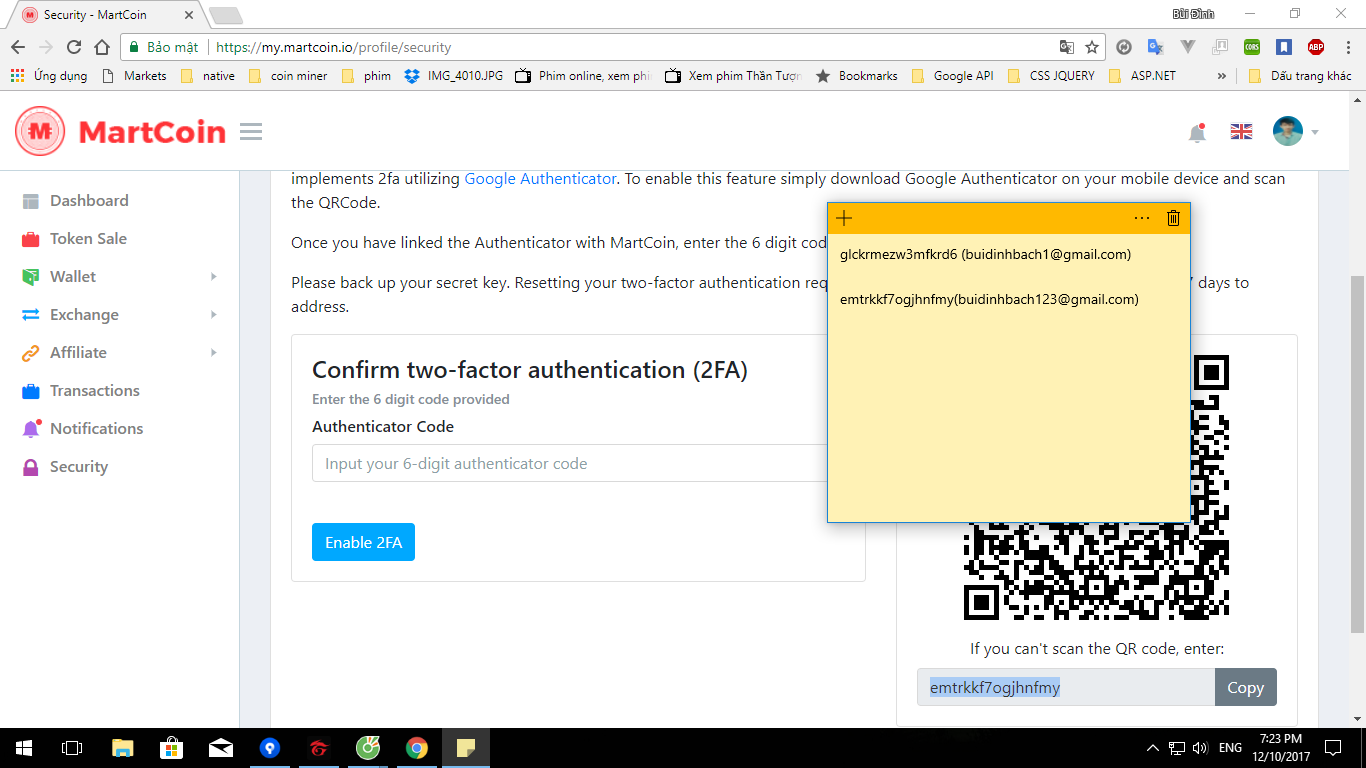 Security - MartCoin
Bùi Đình
Bảo mật
https://my.martcoin.io/profile/security
CORS
ABP
Ứng dụng
Markets
native
coin miner
phim
IMG_4010.JPG
Phim online, xem phi
Xem phim Thần Tượn
Bookmarks
Google API
CSS JQUERY
ASP.NET
»
Dấu trang khác
MartCoin
Dashboard
Token Sale
Wallet
Exchange
Affiliate
Transactions
Notifications
Security
implements 2fa utilizing Google Authenticator. To enable this feature simply download Google Authenticator on your mobile device and scan
the QRCode.
Once you have linked the Authenticator with MartCoin, enter the 6 digit cod
Please back up your secret key. Resetting your two-factor authentication req
7 days to
address.
glckrmezw3mfkrd6 (buidinhbach1@gmail.com)
emtrkkf7ogjhnfmy(buidinhbach123@gmail.com)
Confirm two-factor authentication (2FA)
Enter the 6 digit code provided
Authenticator Code
Input your 6-digit authenticator code
Enable 2FA
If you can't scan the QR code, enter:
emtrkkf7ogjhnfmy
Copy
ENG
7:23 PM
12/10/2017